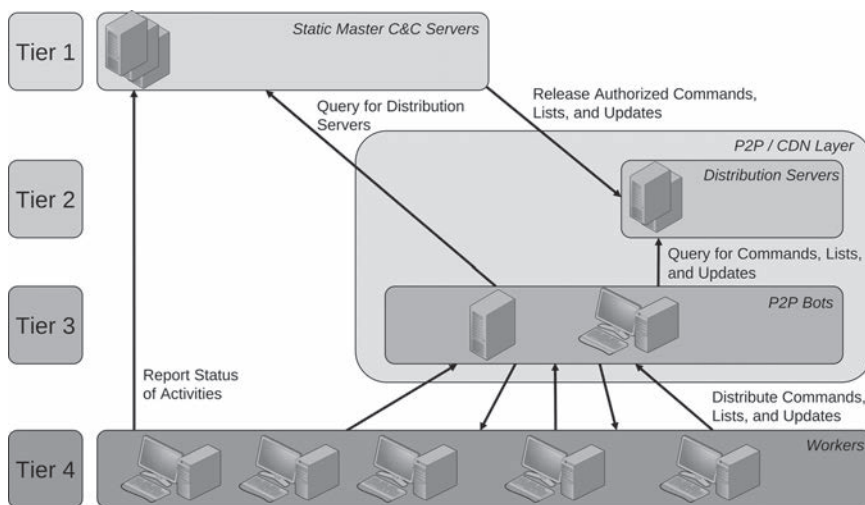 Tier 1
Static Master C&C Servers
Query for Distribution
Servers
Release Authorized Commands,
Lists, and Updates
P2P / CDN Layer
Tier 2
Distribution Servers
Query for Commands, Lists,
and Updates
Tier 3
P2P Bots
Report Status
of Activities
Distribute Commands,
Lists, and Updates
Tier 4
Workers